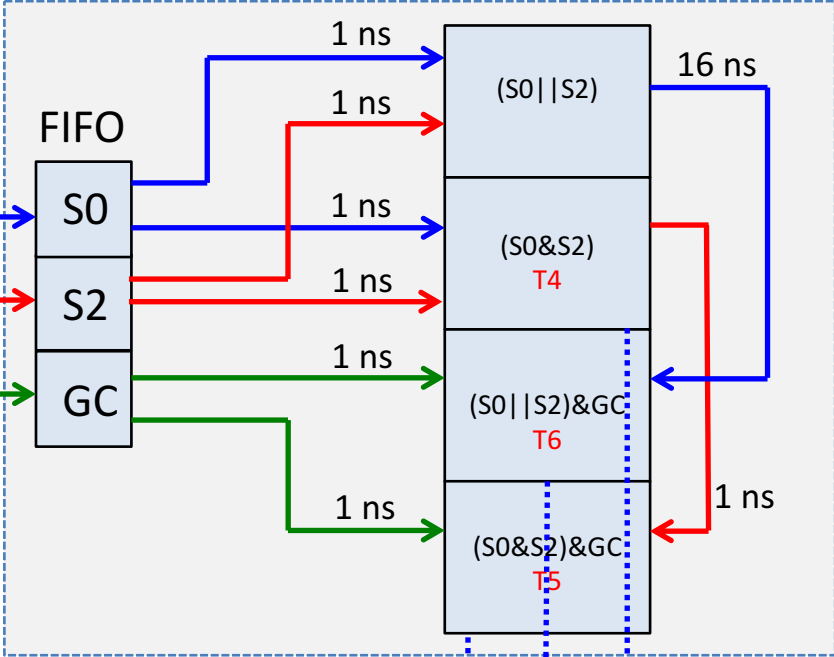 1 ns
16 ns
(S0||S2)
1 ns
FIFO
S0
1 ns
(S0&S2)
T4
1 ns
S2
1 ns
GC
(S0||S2)&GC
T6
1 ns
1 ns
(S0&S2)&GC
T5